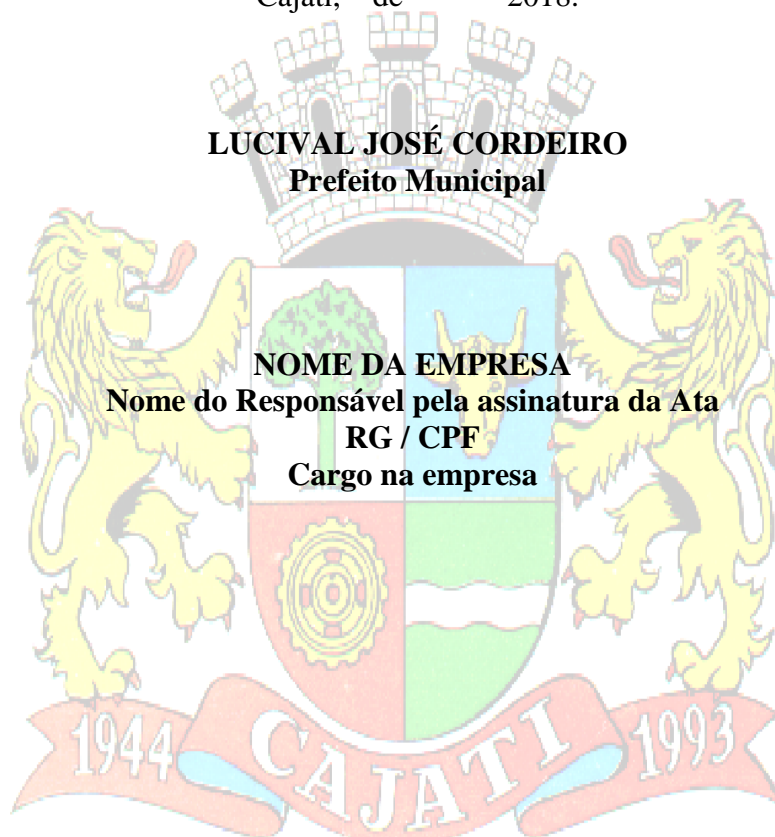 Cajati, de 2018.
LUCIVAL JOSÉ CORDEIRO
Prefeito Municipal
NOME DA EMPRESA
Nome do Responsável pela assinatura da Ata
RG / CPF
Cargo na empresa
1944 CAJATI 1993